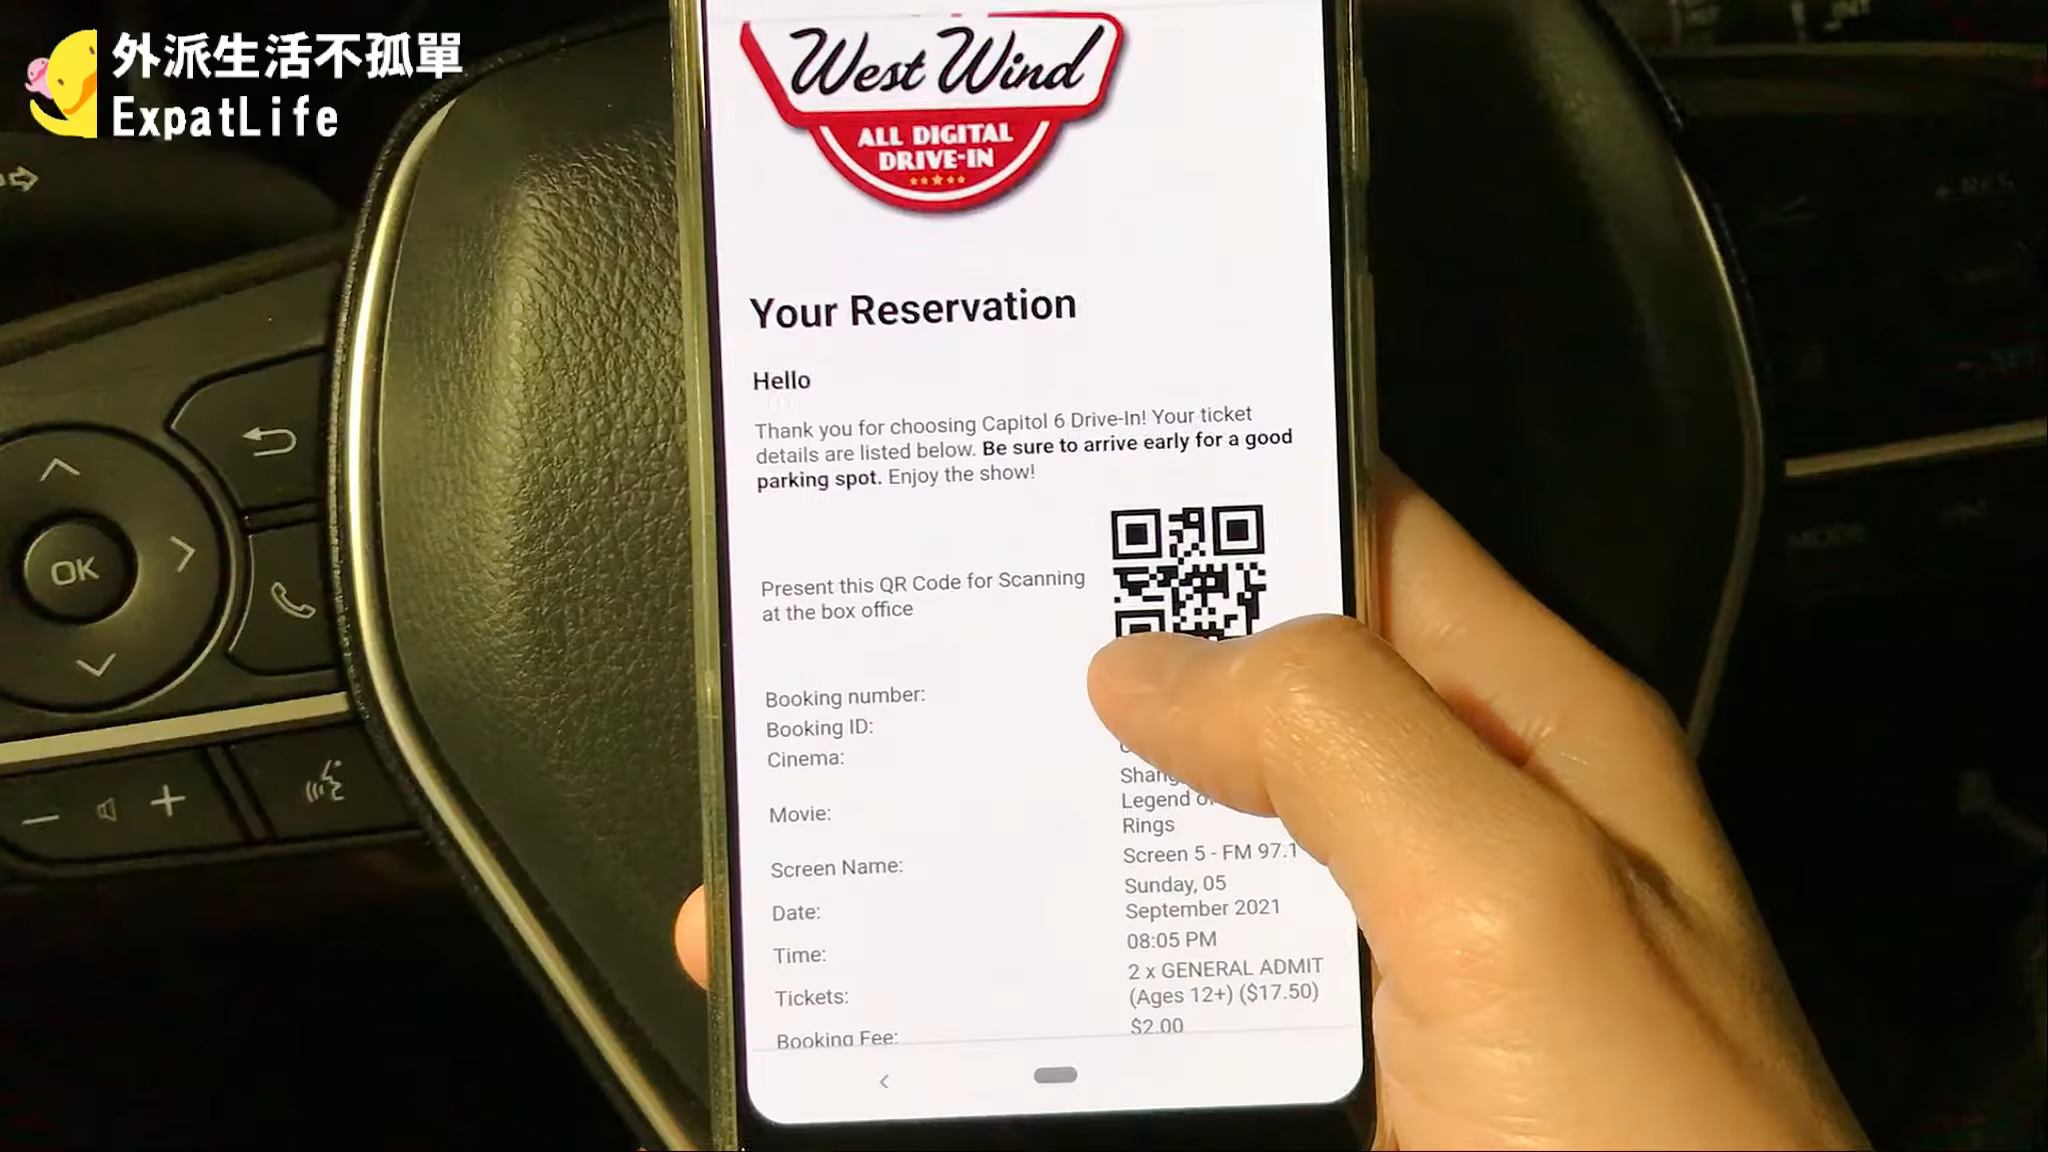 外派生活不孤單
ExpatLife
West Wind
ALL DIGITAL
DRIVE-IN
Your Reservation
Hello
Thank you for choosing Capitol 6 Drive-In! Your ticket
details are listed below. Be sure to arrive early for a good
parking spot. Enjoy the show!
Present this QR Code for Scanning
at the box office
Booking number:
Booking ID:
Cinema:
Movie:
Legend
Rings
Screen Name:
Screen 5 - FM 97.1
Date:
Sunday, 05
September 2021
Time:
08:05 PM
Tickets:
2 x GENERAL ADMIT
(Ages 12+) ($17.50)
Booking Fee:
$2.00
OK
+ RES
MODE